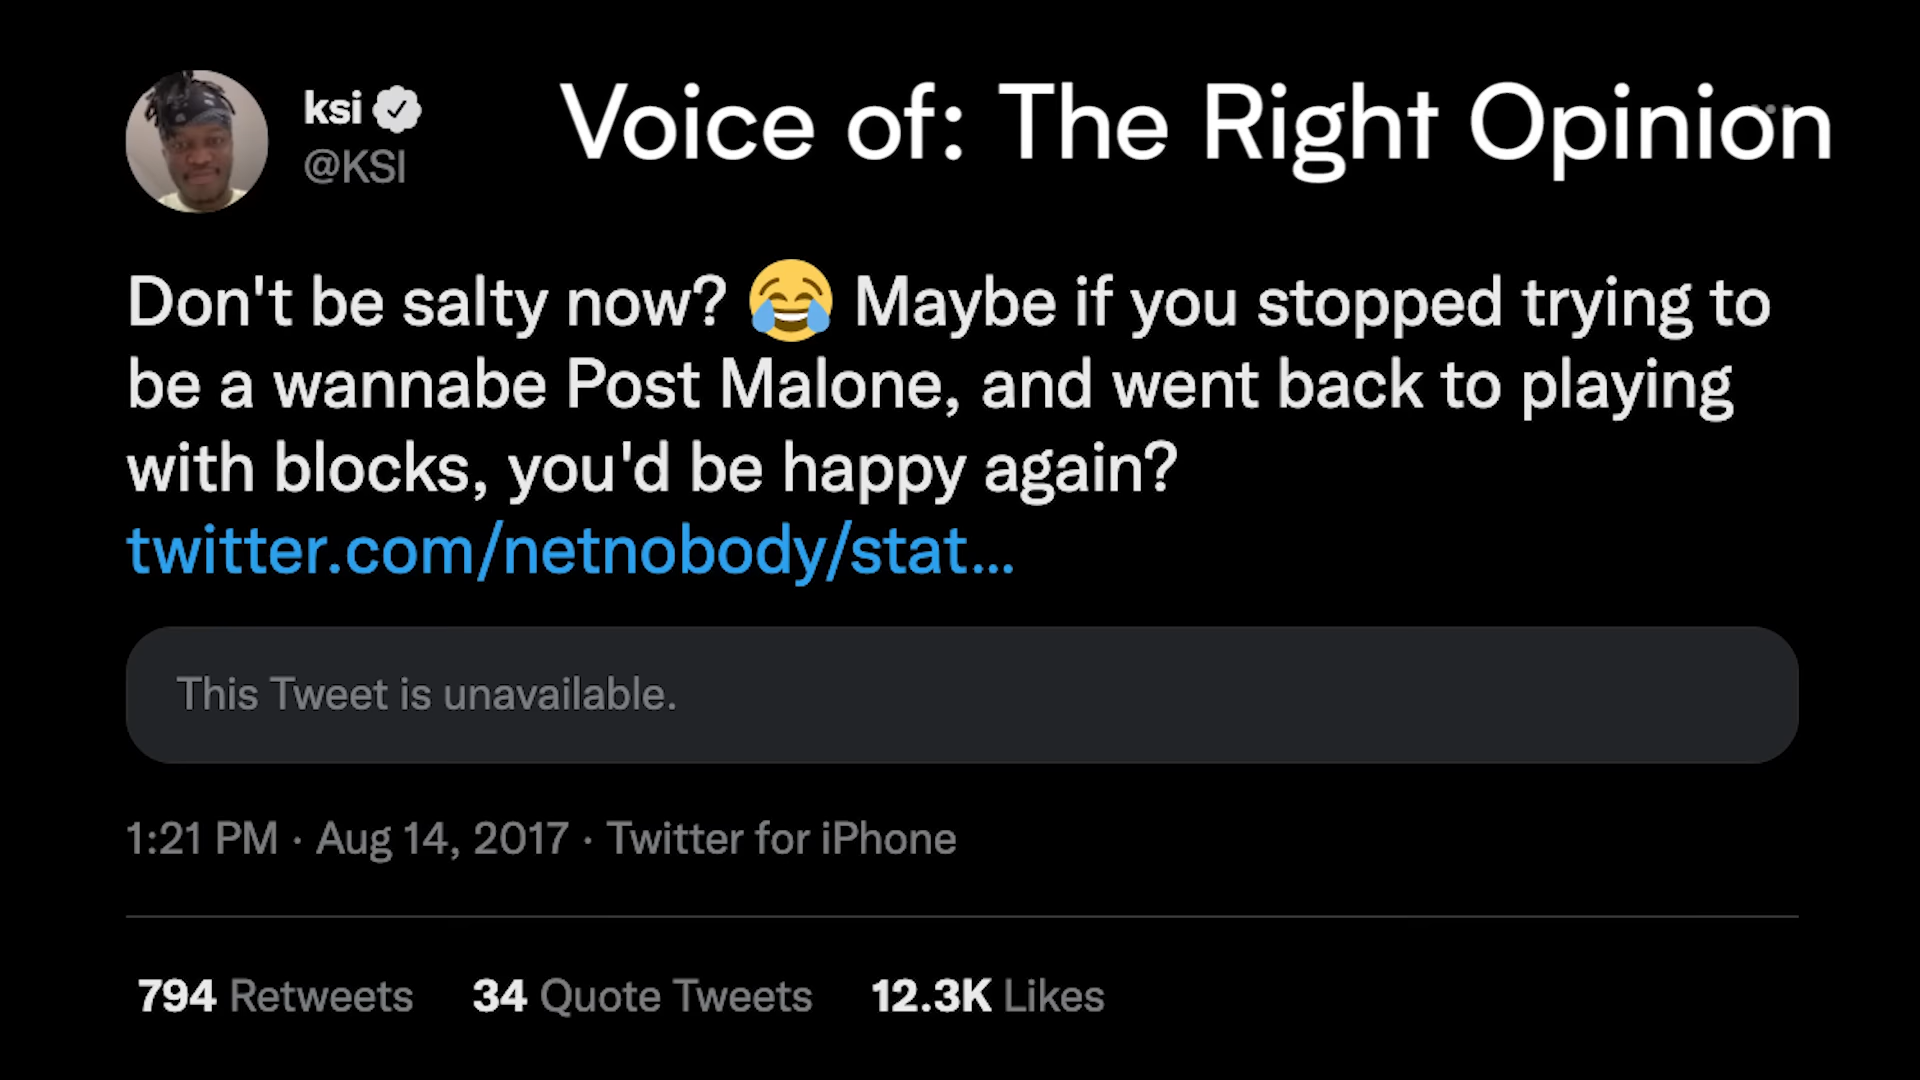 ksi
@KSI
Voice of: The Right Opinion
Don't be salty now? 😂 Maybe if you stopped trying to
be a wannabe Post Malone, and went back to playing
with blocks, you'd be happy again?
twitter.com/netnobody/stat...
This Tweet is unavailable.
1:21 PM · Aug 14, 2017 · Twitter for iPhone
794 Retweets 34 Quote Tweets 12.3K Likes